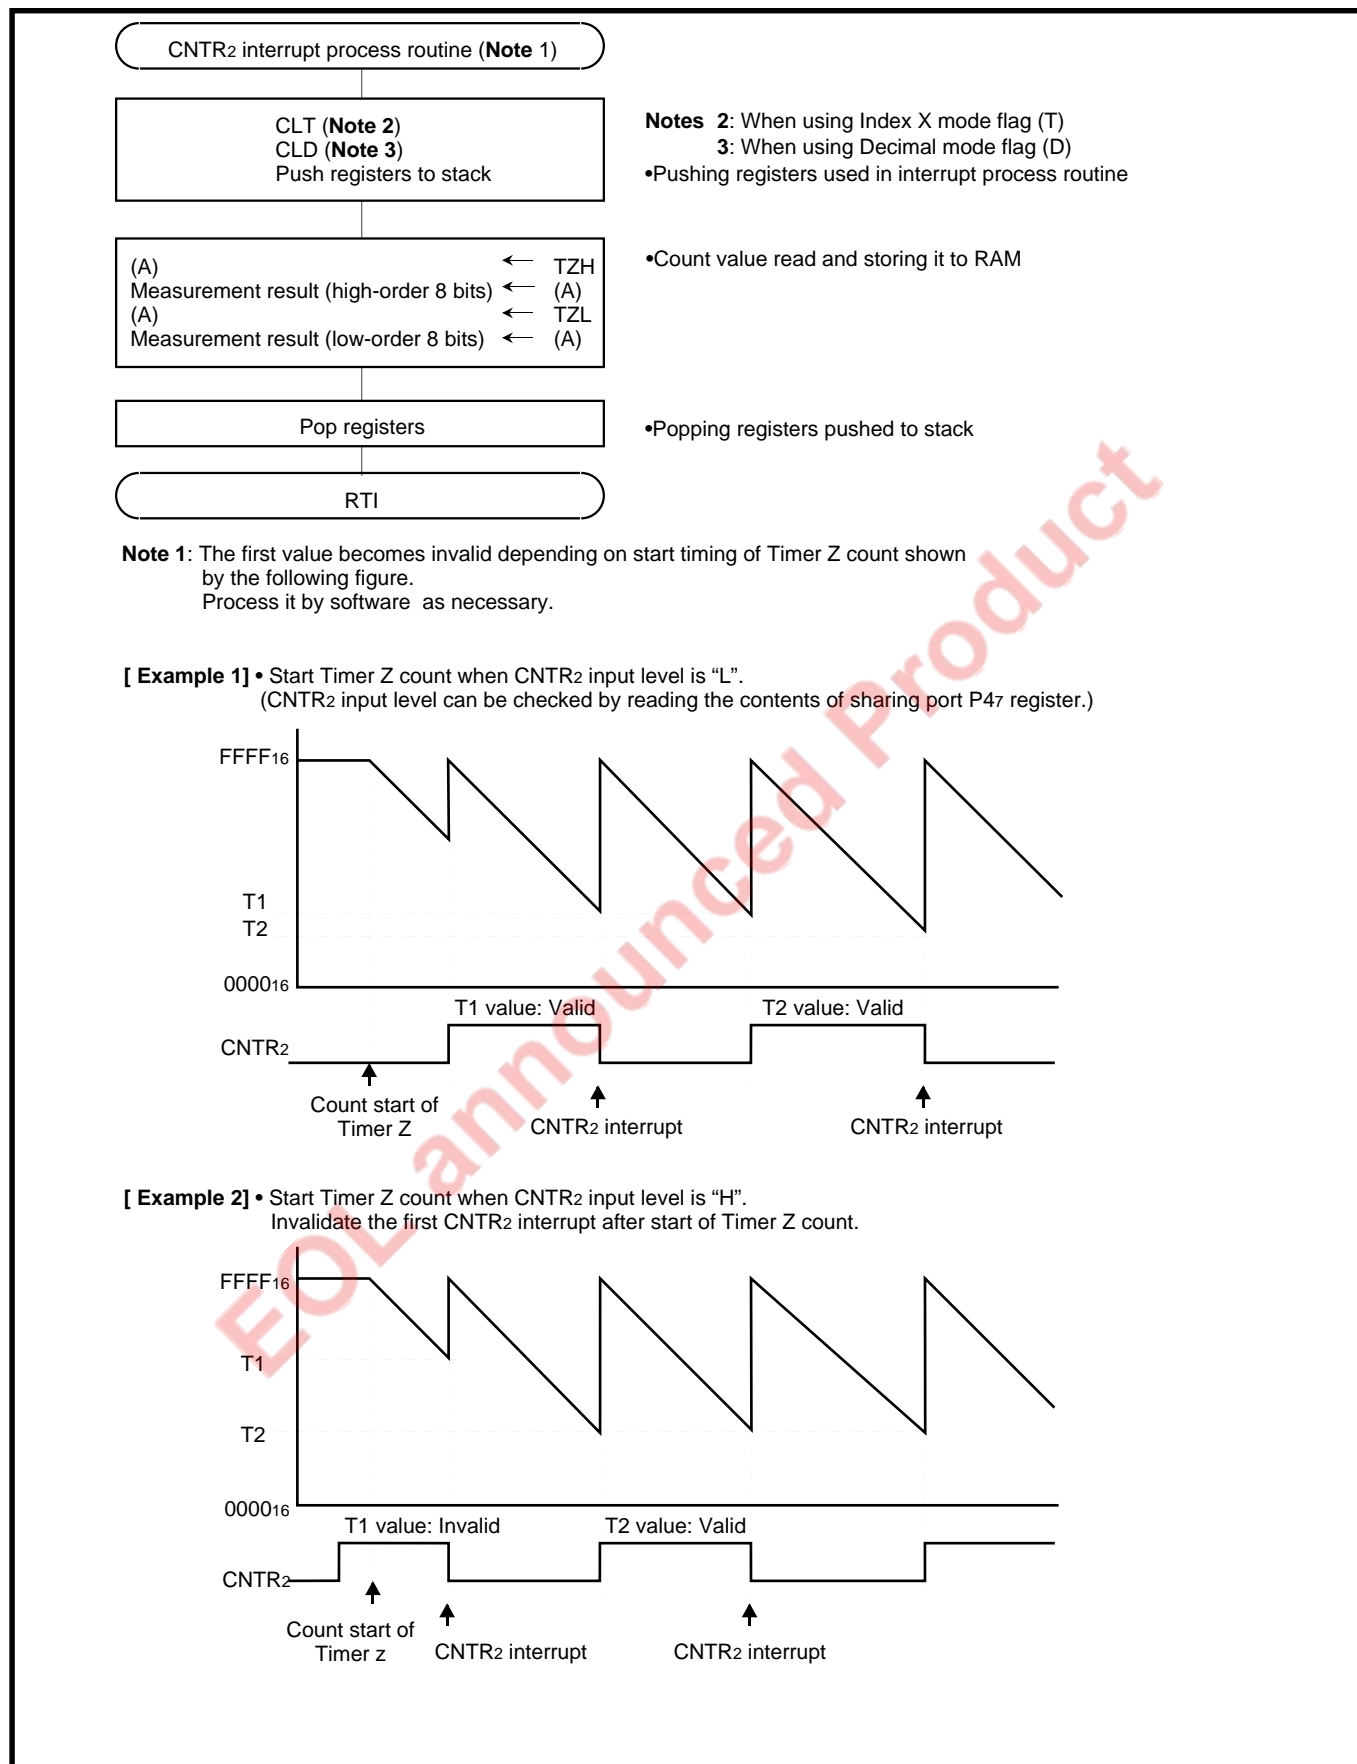 CNTR2 interrupt process routine (Note 1)
CLT (Note 2)
CLD (Note 3)
Push registers to stack
Notes 2: When using Index X mode flag (T)
3: When using Decimal mode flag (D)
•Pushing registers used in interrupt process routine
(A) ← TZH
Measurement result (high-order 8 bits) ← (A)
(A) ← TZL
Measurement result (low-order 8 bits) ← (A)
•Count value read and storing it to RAM
Pop registers
•Popping registers pushed to stack
RTI
Note 1: The first value becomes invalid depending on start timing of Timer Z count shown
by the following figure.
Process it by software as necessary.
[ Example 1] • Start Timer Z count when CNTR2 input level is “L”.
(CNTR2 input level can be checked by reading the contents of sharing port P47 register.)
FFFF16
T1
T2
000016
T1 value: Valid T2 value: Valid
CNTR2
Count start of
Timer Z
CNTR2 interrupt CNTR2 interrupt
[ Example 2] • Start Timer Z count when CNTR2 input level is “H”.
Invalidate the first CNTR2 interrupt after start of Timer Z count.
FFFF16
T1
T2
000016
T1 value: Invalid T2 value: Valid
CNTR2
Count start of
Timer z
CNTR2 interrupt CNTR2 interrupt
EOL announced Product